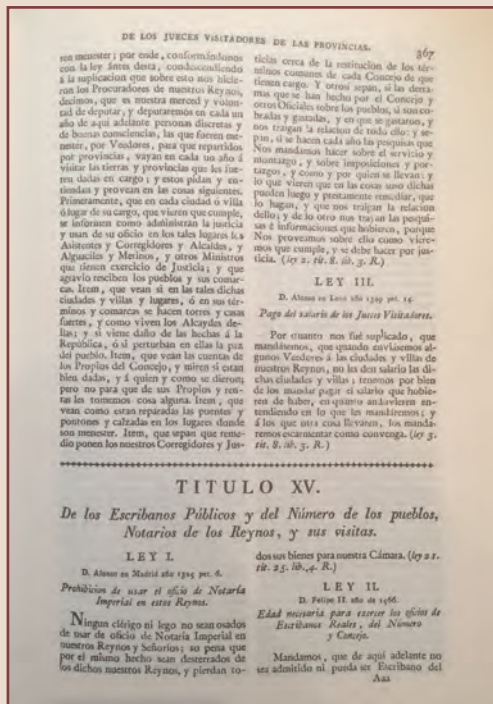 DE LOS JUECES VISITADORES DE LAS PROVINCIAS.
367
ren menester; por ende, conformándonos
con la ley ántes desta, condescendiendo
á la suplicacion que sobre esto nos hicie-
ron los Procuradores de nuestros Reynos,
decimos, que es nuestra merced y volun-
tad de deputar, y deputarémos en cada un
año de aquí adelante personas discretas y
de buenas consciencias, las que fueren me-
nester, por Veedores, para que repartidos
por provincias, vayan en cada un año á
visitar las tierras y provincias que les fue-
ren dadas en cargo; y estos pidan y en-
tiendan y provean en las cosas siguientes.
Primeramente, que en cada ciudad ó villa
ó lugar de su cargo, que vieren que cumple,
se informen como administran la justicia
y usan de su oficio en los tales lugares los
Asistentes y Corregidores y Alcaldes, y
Alguaciles y Merinos, y otros Ministros
que tienen exercicio de Justicia; y que
agravio resciben los pueblos y sus comar-
cas. Item, que vean si en las tales dichas
ciudades y villas y lugares, ó en sus tér-
minos y comarcas se hacen torres y casas
fuertes, y como viven los Alcaydes de-
llas; y si viene daño de las hechas á la
República, ó si perturban en ellas la paz
del pueblo. Item, que vean las cuentas de
los Propios del Concejo, y miren si estan
bien dadas, y á quien y como se dieron;
pero no para que de sus Propios y ren-
tas les tomemos cosa alguna. Item, que
vean como estan reparadas las puentes y
pontones y calzadas en los lugares donde
son menester. Item, que sepan que reme-
dio ponen los nuestros Corregidores y Jus-
ticias cerca de la restitucion de los tér-
minos comunes de cada Concejo de que
tienen cargo. Y otrosí sepan, si las derra-
mas que se han hecho por el Concejo y
otros Oficiales sobre los pueblos, si son co-
bradas y gastadas, y en que se gastaron, y
nos traigan la relacion de todo ello: y se-
pan, si se hacen cada año las pesquisas que
Nos mandamos hacer sobre el servicio y
montazgo, y sobre imposiciones y por-
tazgos, y como y por quien se llevan: y
lo que vieren que en las cosas suso dichas
pueden luego y prestamente remediar, que
lo hagan, y que nos traigan la relacion
dello; y de lo otro nos trayan las pesqui-
sas é informaciones que hobieren, porque
Nos proveamos sobre ello como viere-
mos que cumple, y se debe hacer por jus-
ticia. (ley 2. tit. 8. lib. 3. R.)
LEY III.
D. Alonso en Leon año 1349 pet. 14.
Pago del salario de los Jueces Visitadores.
Por quanto nos fué suplicado, que
mandásemos, que quando enviásemos al-
gunos Veedores á las ciudades y villas de
nuestros Reynos, no les den salario las di-
chas ciudades y villas; tenemos por bien
de les mandar pagar el salario que hobie-
ren de haber, en quanto anduvieren en-
tendiendo en lo que les mandáremos; y
á los que otra cosa llevaren, los manda-
remos escarmentar como convenga. (ley 3.
tit. 8. lib. 3. R.)
TITULO XV.
De los Escribanos Públicos y del Número de los pueblos,
Notarios de los Reynos, y sus visitas.
LEY I.
D. Alonso en Madrid año 1329 pet. 6.
Prohibicion de usar el oficio de Notaría
Imperial en estos Reynos.
Ningun clérigo ni lego no sean osados
de usar de oficio de Notaría Imperial en
nuestros Reynos y Señoríos; so pena que
por el mismo hecho sean desterrados de
los dichos nuestros Reynos, y pierdan to-
dos sus bienes para nuestra Cámara. (ley 21.
tit. 25. lib. 4. R.)
LEY II.
D. Felipe II. año de 1566.
Edad necesaria para exercer los oficios de
Escribanos Reales, del Número
y Concejo.
Mandamos, que de aquí adelante no
sea admitido ni pueda ser Escribano del
Aaa